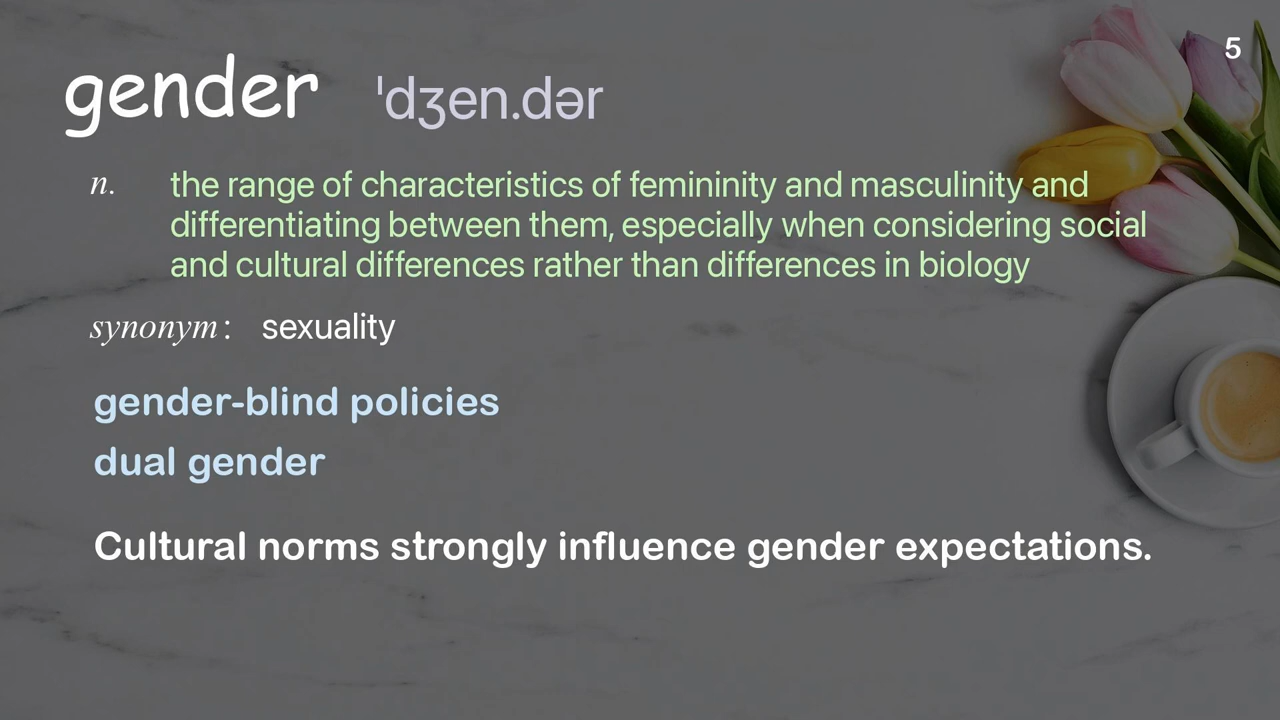 5
gender ˈdʒen.dər
n. the range of characteristics of femininity and masculinity and
differentiating between them, especially when considering social
and cultural differences rather than differences in biology
synonym : sexuality
gender-blind policies
dual gender
Cultural norms strongly influence gender expectations.